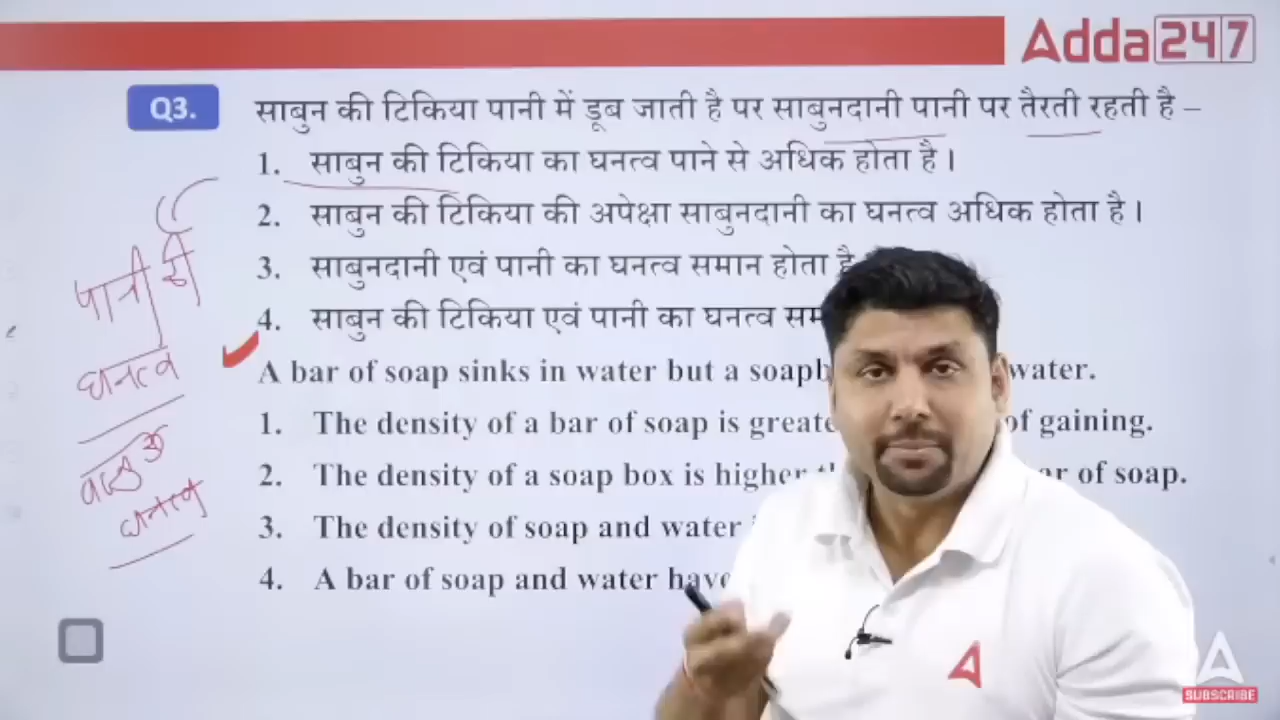 Adda247
Q3. साबुन की टिकिया पानी में डूब जाती है पर साबुनदानी पानी पर तैरती रहती है –
1. साबुन की टिकिया का घनत्व पाने से अधिक होता है।
2. साबुन की टिकिया की अपेक्षा साबुनदानी का घनत्व अधिक होता है।
3. साबुनदानी एवं पानी का घनत्व समान होता है
4. साबुन की टिकिया एवं पानी का घनत्व
A bar of soap sinks in water but a water.
1. The density of a bar of soap is of gaining.
2. The density of a soap box is higher of soap.
3. The density of soap and water
4. A bar of soap and water have
पानी
घनत्व
घनत्व
SUBSCRIBE